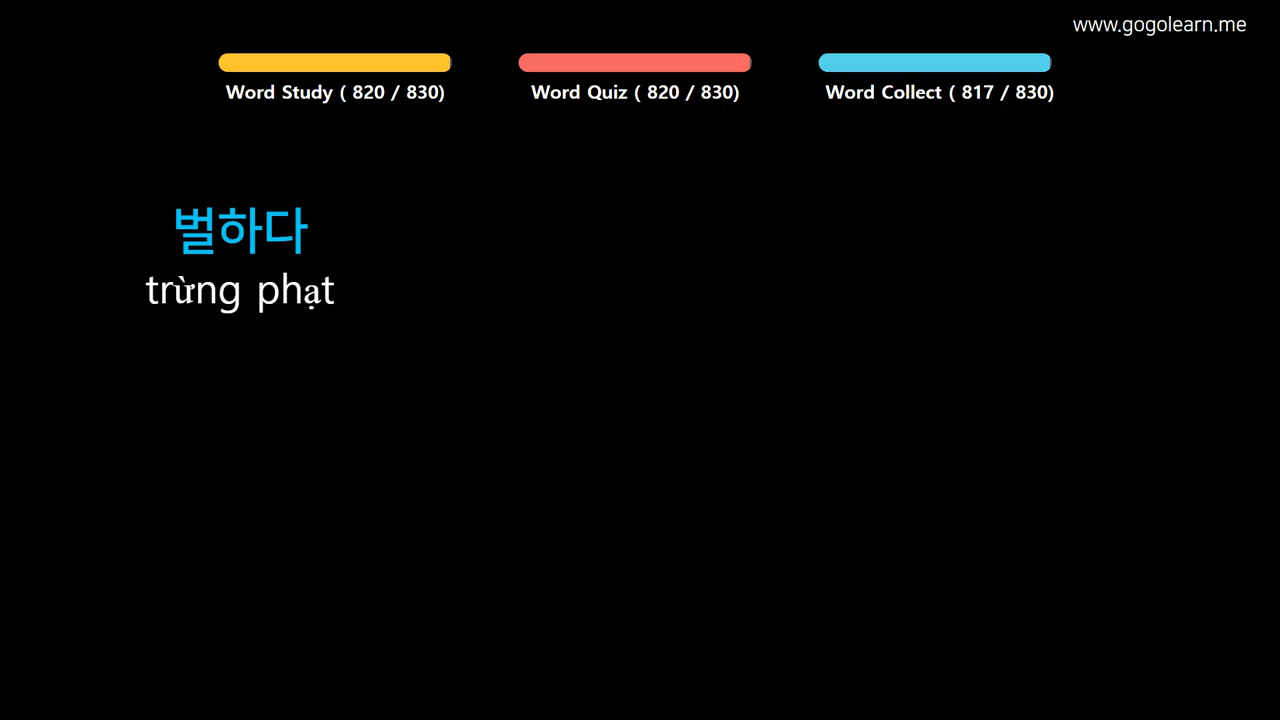 www.gogolearn.me
Word Study ( 820 / 830)
Word Quiz ( 820 / 830)
Word Collect ( 817 / 830)
벌하다
trừng phạt